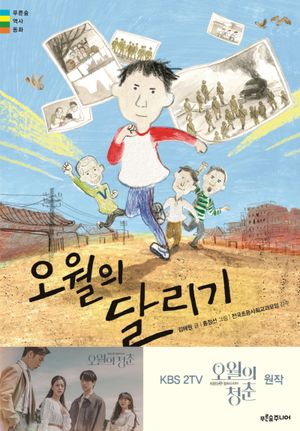 푸른숲
역사
동화
오월의
달리기
김해원 글 | 홍정선 그림 | 전국초등사회교과모임 감수
오월의 청춘
KBS 2TV
오월의
청춘
원작
푸른숲주니어